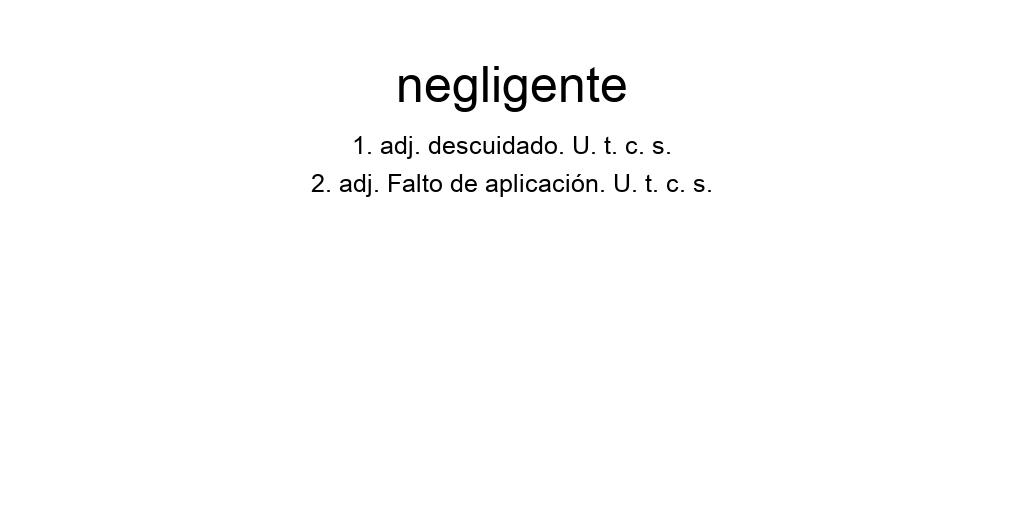 negligente
1. adj. descuidado. U. t. c. s.
2. adj. Falto de aplicación. U. t. c. s.